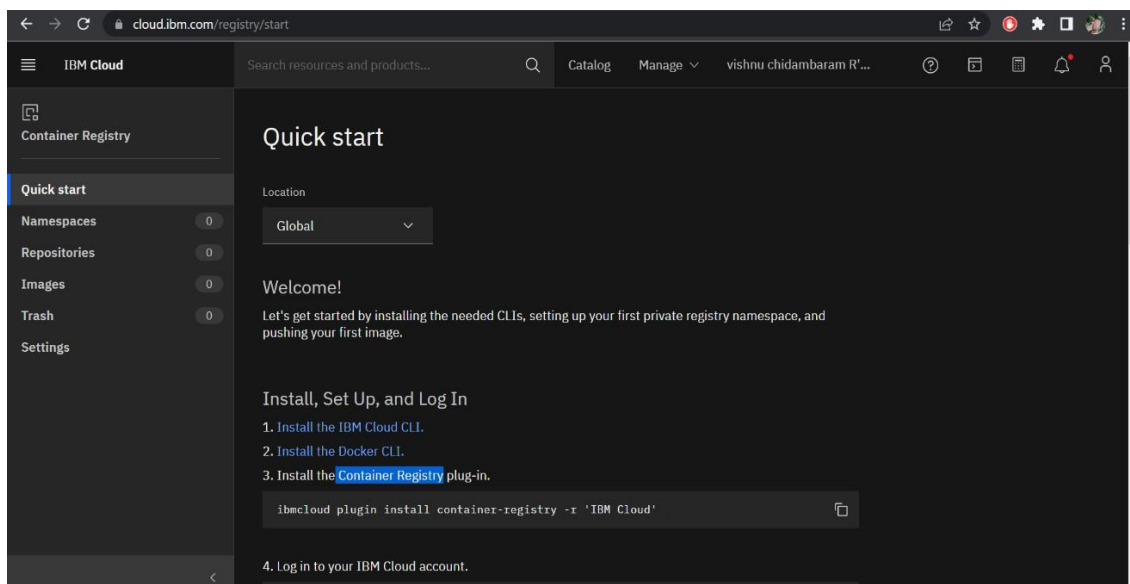 cloud.ibm.com/registry/start
IBM Cloud
Search resources and products...
Catalog
Manage
vishnu chidambaram R'...
Container Registry
Quick start
Namespaces 0
Repositories 0
Images 0
Trash 0
Settings
Quick start
Location
Global
Welcome!
Let's get started by installing the needed CLIs, setting up your first private registry namespace, and
pushing your first image.
Install, Set Up, and Log In
1. Install the IBM Cloud CLI.
2. Install the Docker CLI.
3. Install the Container Registry plug-in.
ibmcloud plugin install container-registry -r 'IBM Cloud'
4. Log in to your IBM Cloud account.